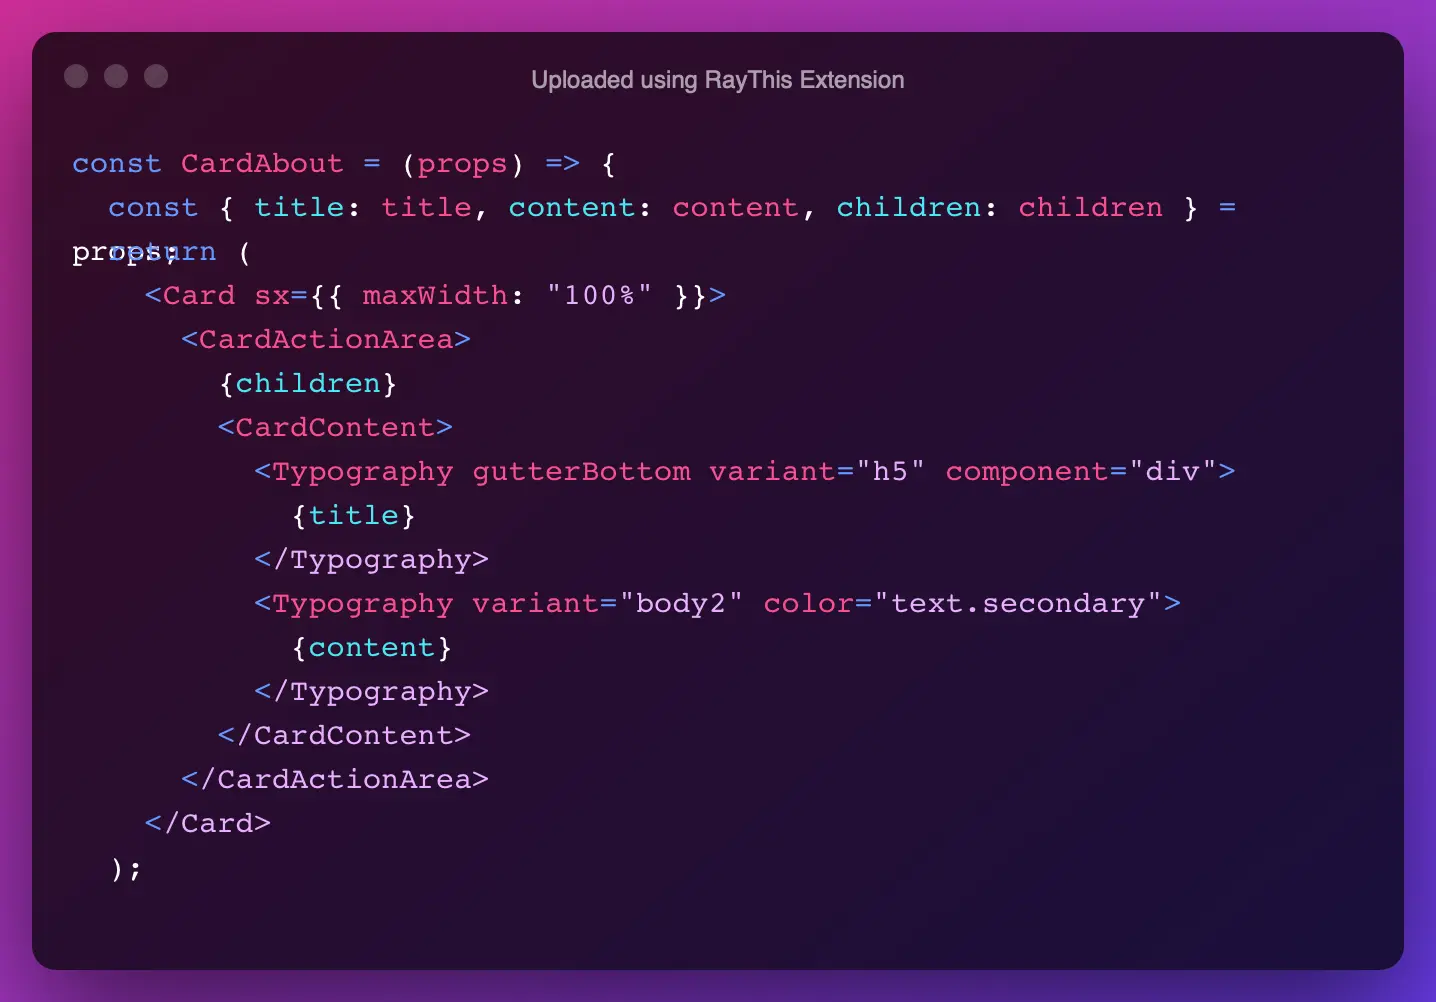 Uploaded using RayThis Extension
const CardAbout = (props) => {
  const { title: title, content: content, children: children } =
props;
  return (
    <Card sx={{ maxWidth: "100%" }}>
      <CardActionArea>
        {children}
        <CardContent>
          <Typography gutterBottom variant="h5" component="div">
            {title}
          </Typography>
          <Typography variant="body2" color="text.secondary">
            {content}
          </Typography>
        </CardContent>
      </CardActionArea>
    </Card>
  );